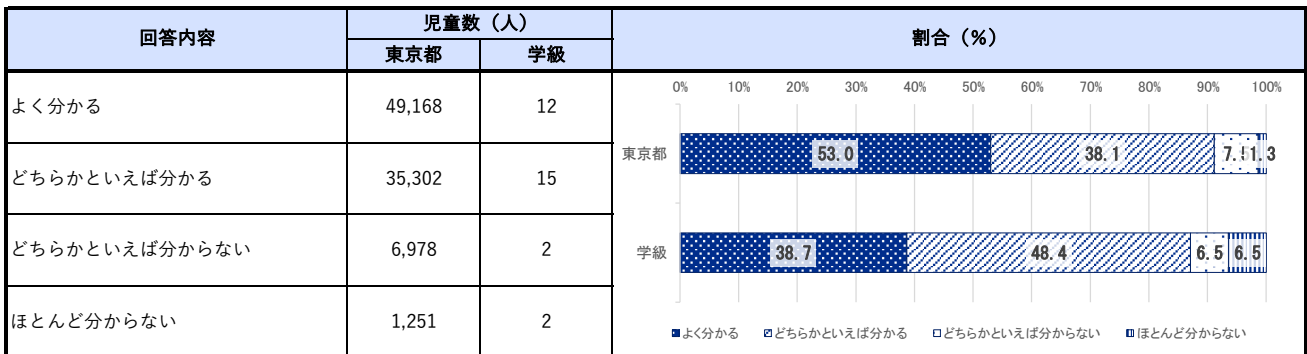 回答内容 児童数（人） 割合（%）
東京都 学級
よく分かる 49,168 12
どちらかといえば分かる 35,302 15
どちらかといえば分からない 6,978 2
ほとんど分からない 1,251 2
0% 10% 20% 30% 40% 50% 60% 70% 80% 90% 100%
東京都 53.0 38.1 7.5 1.3
学級 38.7 48.4 6.5 6.5
よく分かる どちらかといえば分かる どちらかといえば分からない ほとんど分からない